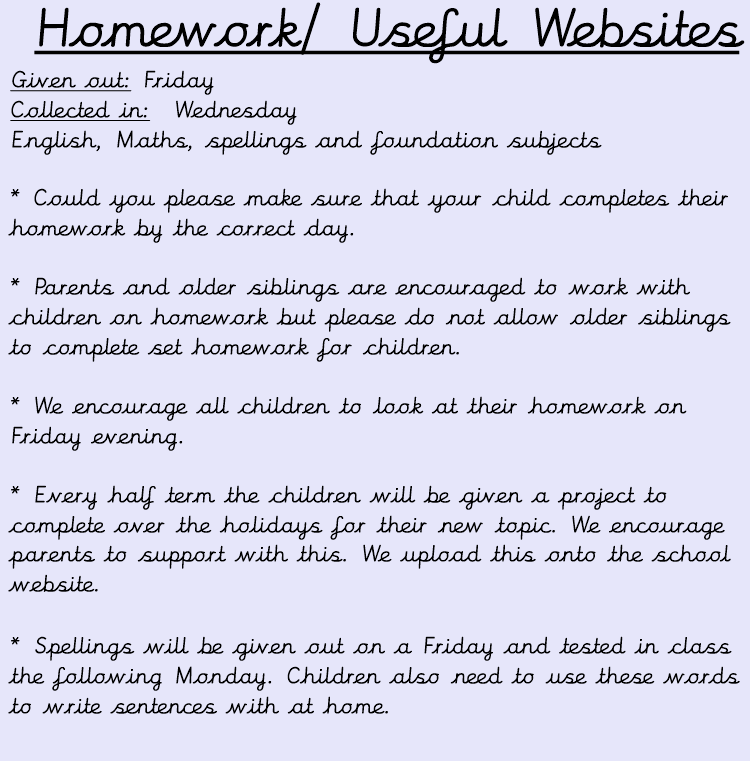 Homework/ Useful Websites
Given out: Friday
Collected in: Wednesday
English, Maths, spellings and foundation subjects
* Could you please make sure that your child completes their
homework by the correct day.
* Parents and older siblings are encouraged to work with
children on homework but please do not allow older siblings
to complete set homework for children.
* We encourage all children to look at their homework on
Friday evening.
* Every half term the children will be given a project to
complete over the holidays for their new topic. We encourage
parents to support with this. We upload this onto the school
website.
* Spellings will be given out on a Friday and tested in class
the following Monday. Children also need to use these words
to write sentences with at home.